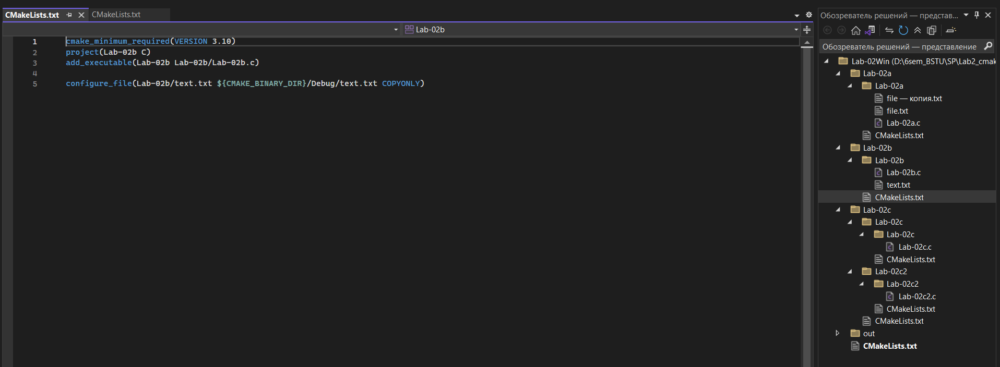 CMakeLists.txt
CMakeLists.txt
Lab-02b
1 cmake_minimum_required(VERSION 3.10)
2 project(Lab-02b C)
3 add_executable(Lab-02b Lab-02b/Lab-02b.c)
4
5 configure_file(Lab-02b/text.txt ${CMAKE_BINARY_DIR}/Debug/text.txt COPYONLY)
Обозреватель решений — представ...
Обозреватель решений — представление
Lab-02Win (D:\6sem_BSTU\SP\Lab2_cmak
Lab-02a
Lab-02a
file — копия.txt
file.txt
Lab-02a.c
CMakeLists.txt
Lab-02b
Lab-02b
Lab-02b.c
text.txt
CMakeLists.txt
Lab-02c
Lab-02c
Lab-02c
Lab-02c.c
CMakeLists.txt
Lab-02c2
Lab-02c2
Lab-02c2.c
CMakeLists.txt
CMakeLists.txt
out
CMakeLists.txt